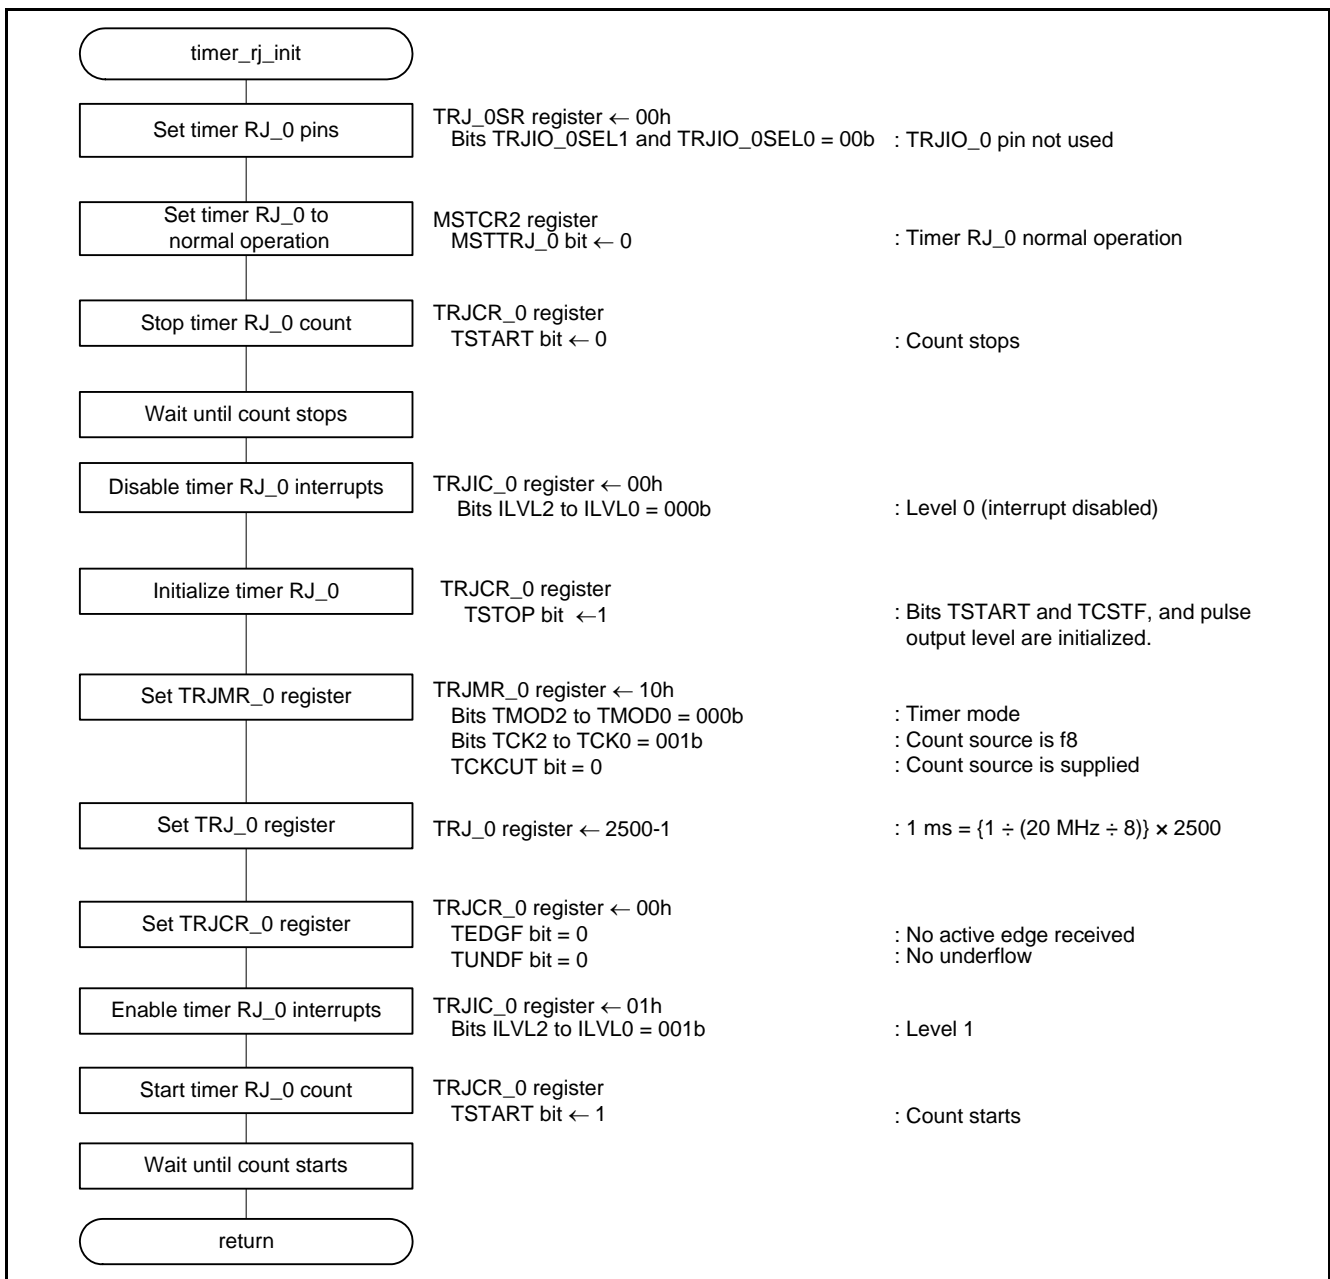 timer_rj_init
Set timer RJ_0 pins
TRJ_0SR register ← 00h
Bits TRJIO_0SEL1 and TRJIO_0SEL0 = 00b : TRJIO_0 pin not used
Set timer RJ_0 to
normal operation
MSTCR2 register
MSTTRJ_0 bit ← 0 : Timer RJ_0 normal operation
Stop timer RJ_0 count
TRJCR_0 register
TSTART bit ← 0 : Count stops
Wait until count stops
Disable timer RJ_0 interrupts
TRJIC_0 register ← 00h
Bits ILVL2 to ILVL0 = 000b : Level 0 (interrupt disabled)
Initialize timer RJ_0
TRJCR_0 register
TSTOP bit ←1 : Bits TSTART and TCSTF, and pulse
output level are initialized.
Set TRJMR_0 register
TRJMR_0 register ← 10h
Bits TMOD2 to TMOD0 = 000b : Timer mode
Bits TCK2 to TCK0 = 001b : Count source is f8
TCKCUT bit = 0 : Count source is supplied
Set TRJ_0 register
TRJ_0 register ← 2500-1 : 1 ms = {1 ÷ (20 MHz ÷ 8)} × 2500
Set TRJCR_0 register
TRJCR_0 register ← 00h
TEDGF bit = 0 : No active edge received
TUNDF bit = 0 : No underflow
Enable timer RJ_0 interrupts
TRJIC_0 register ← 01h
Bits ILVL2 to ILVL0 = 001b : Level 1
Start timer RJ_0 count
TRJCR_0 register
TSTART bit ← 1 : Count starts
Wait until count starts
return